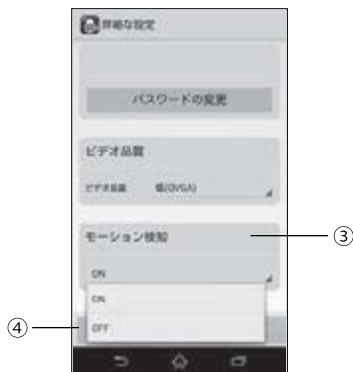 詳細な設定
パスワードの変更
ビデオ品質
ビデオ品質 低(QVGA)
モーション検知
③
ON
ON
④
OFF